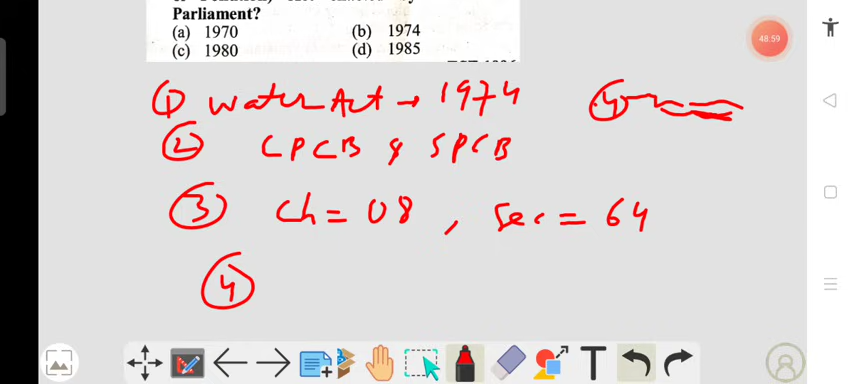 48:59
Parliament?
(a) 1970 (b) 1974
(c) 1980 (d) 1985
① Water Act → 1974
④
② CPCB & SPCB
③ Ch = 08 , Sec = 64
④
T